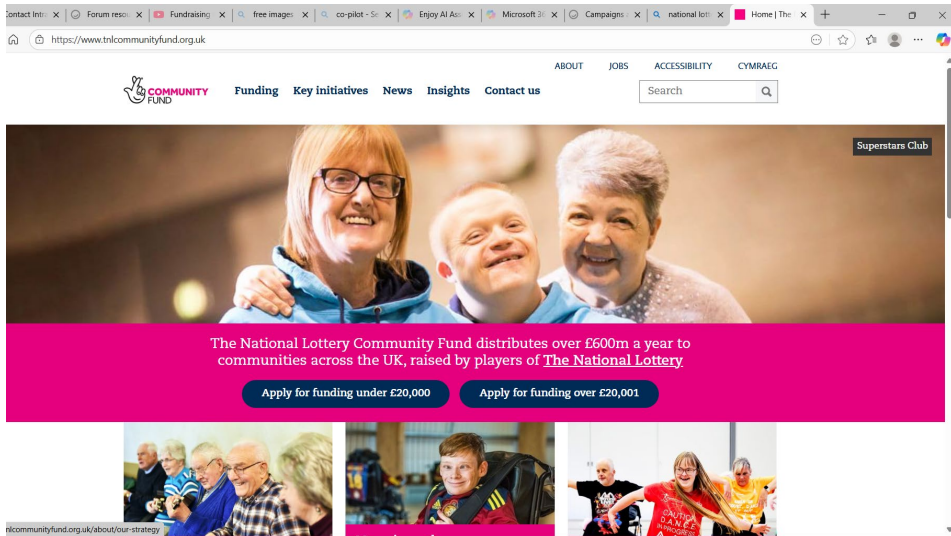 ontact Intro
Forum resou
Fundraising
free images
co-pilot - Se
Enjoy AI Ass
Microsoft 36
Campaigns
national lott
Home | The
https://www.tnlcommunityfund.org.uk
ABOUT JOBS ACCESSIBILITY CYMRAEG
COMMUNITY
FUND
Funding Key initiatives News Insights Contact us
Search
Superstars Club
The National Lottery Community Fund distributes over £600m a year to
communities across the UK, raised by players of The National Lottery
Apply for funding under £20,000
Apply for funding over £20,001
CAUTION
D.A.N.C.E
IN PROGRESS
nlcommunityfund.org.uk/about/our-strategy